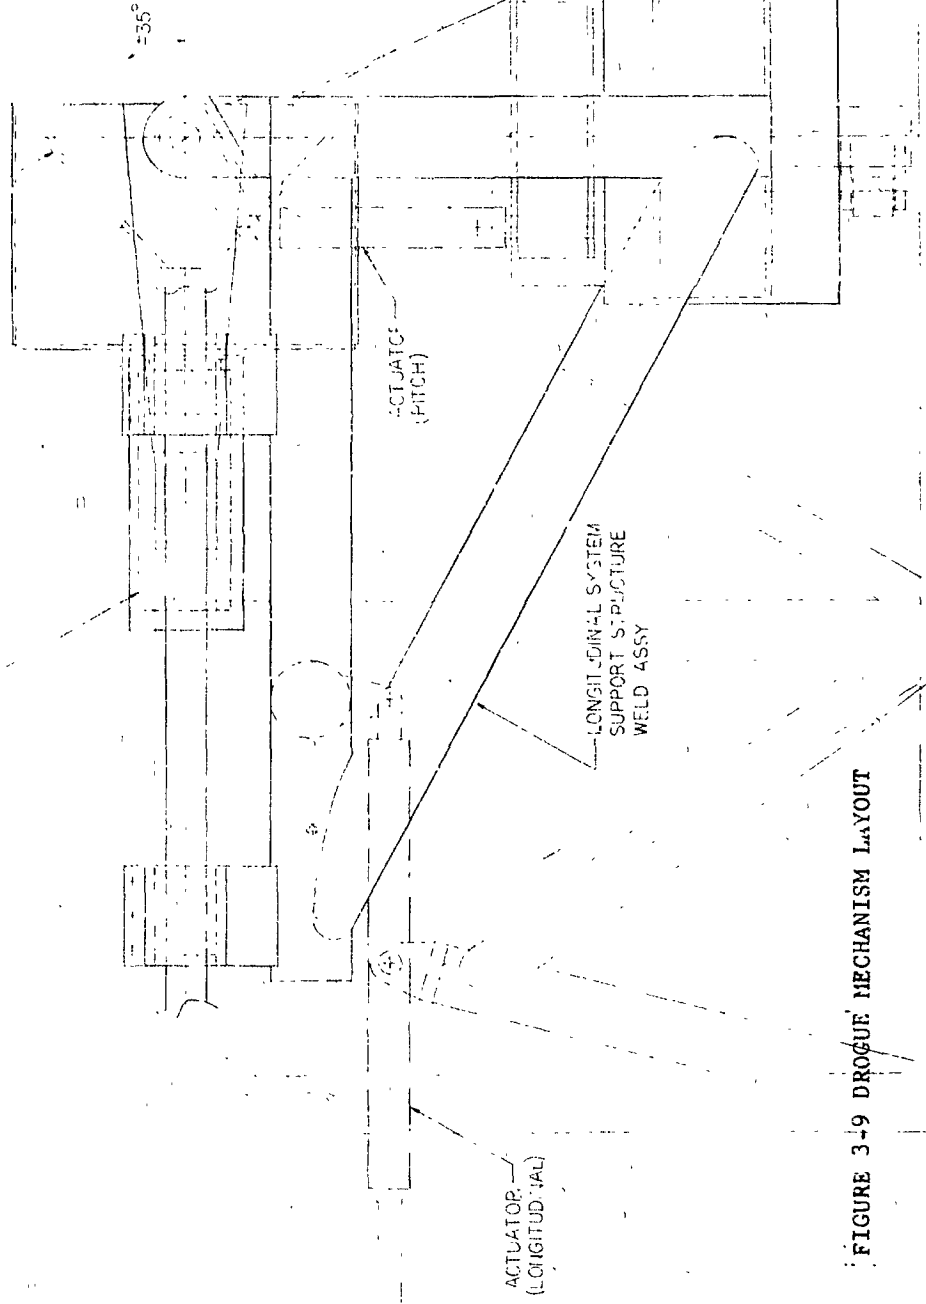 ±35°
ACTUATOR
(PITCH)
LONGITUDINAL SYSTEM
SUPPORT STRUCTURE
WELD ASSY
ACTUATOR
(LONGITUDINAL)
FIGURE 3-9 DROGUE MECHANISM LAYOUT